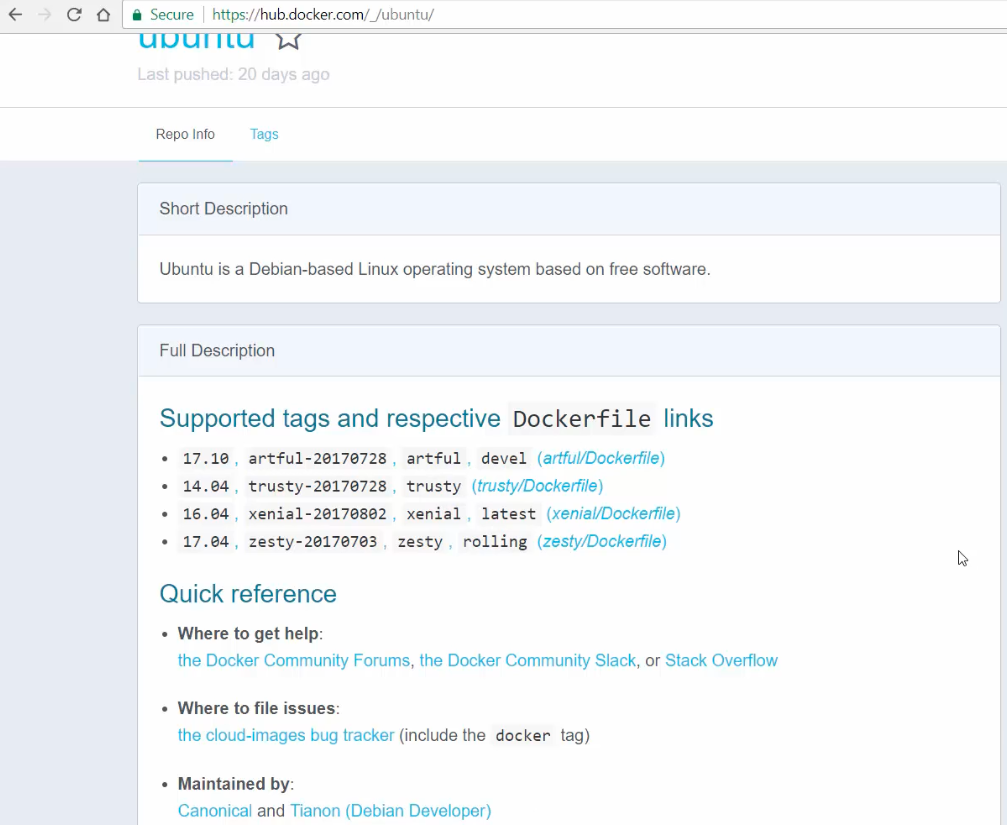 Secure https://hub.docker.com/_/ubuntu/
ubuntu
Last pushed: 20 days ago
Repo Info Tags
Short Description
Ubuntu is a Debian-based Linux operating system based on free software.
Full Description
Supported tags and respective Dockerfile links
• 17.10, artful-20170728, artful, devel (artful/Dockerfile)
• 14.04, trusty-20170728, trusty (trusty/Dockerfile)
• 16.04, xenial-20170802, xenial, latest (xenial/Dockerfile)
• 17.04, zesty-20170703, zesty, rolling (zesty/Dockerfile)
Quick reference
• Where to get help:
the Docker Community Forums, the Docker Community Slack, or Stack Overflow
• Where to file issues:
the cloud-images bug tracker (include the docker tag)
• Maintained by:
Canonical and Tianon (Debian Developer)